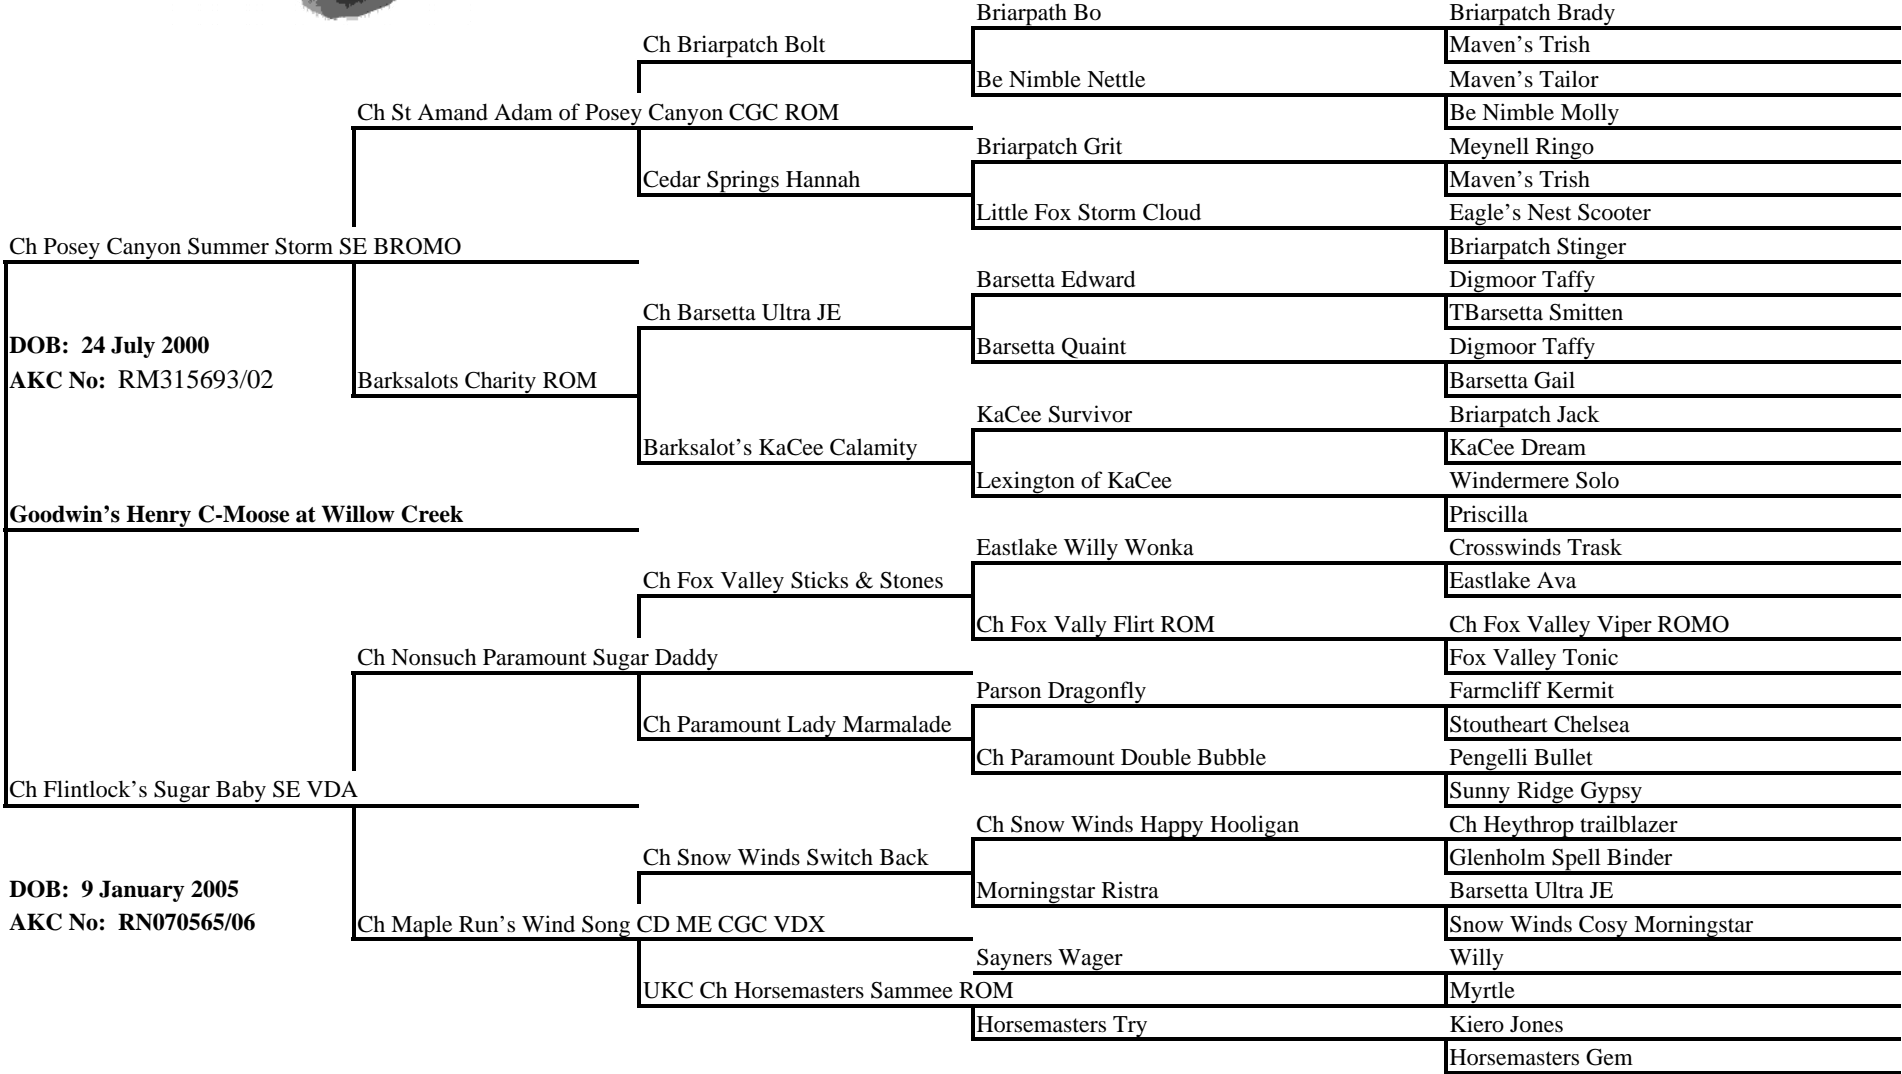 Briarpath Bo Briarpatch Brady
Ch Briarpatch Bolt Maven’s Trish
Be Nimble Nettle Maven’s Tailor
Ch St Amand Adam of Posey Canyon CGC ROM Be Nimble Molly
Briarpatch Grit Meynell Ringo
Cedar Springs Hannah Maven’s Trish
Little Fox Storm Cloud Eagle’s Nest Scooter
Ch Posey Canyon Summer Storm SE BROMO Briarpatch Stinger
Barsetta Edward Digmoor Taffy
Ch Barsetta Ultra JE TBarsetta Smitten
DOB: 24 July 2000 Barsetta Quaint Digmoor Taffy
AKC No: RM315693/02 Barksalots Charity ROM Barsetta Gail
KaCee Survivor Briarpatch Jack
Barksalot’s KaCee Calamity KaCee Dream
Lexington of KaCee Windermere Solo
Goodwin’s Henry C-Moose at Willow Creek Priscilla
Eastlake Willy Wonka Crosswinds Trask
Ch Fox Valley Sticks & Stones Eastlake Ava
Ch Fox Vally Flirt ROM Ch Fox Valley Viper ROMO
Ch Nonsuch Paramount Sugar Daddy Fox Valley Tonic
Parson Dragonfly Farmcliff Kermit
Ch Paramount Lady Marmalade Stoutheart Chelsea
Ch Paramount Double Bubble Pengelli Bullet
Ch Flintlock’s Sugar Baby SE VDA Sunny Ridge Gypsy
Ch Snow Winds Happy Hooligan Ch Heythrop trailblazer
Ch Snow Winds Switch Back Glenholm Spell Binder
DOB: 9 January 2005 Morningstar Ristra Barsetta Ultra JE
AKC No: RN070565/06 Ch Maple Run’s Wind Song CD ME CGC VDX Snow Winds Cosy Morningstar
Sayners Wager Willy
UKC Ch Horsemasters Sammee ROM Myrtle
Horsemasters Try Kiero Jones
Horsemasters Gem